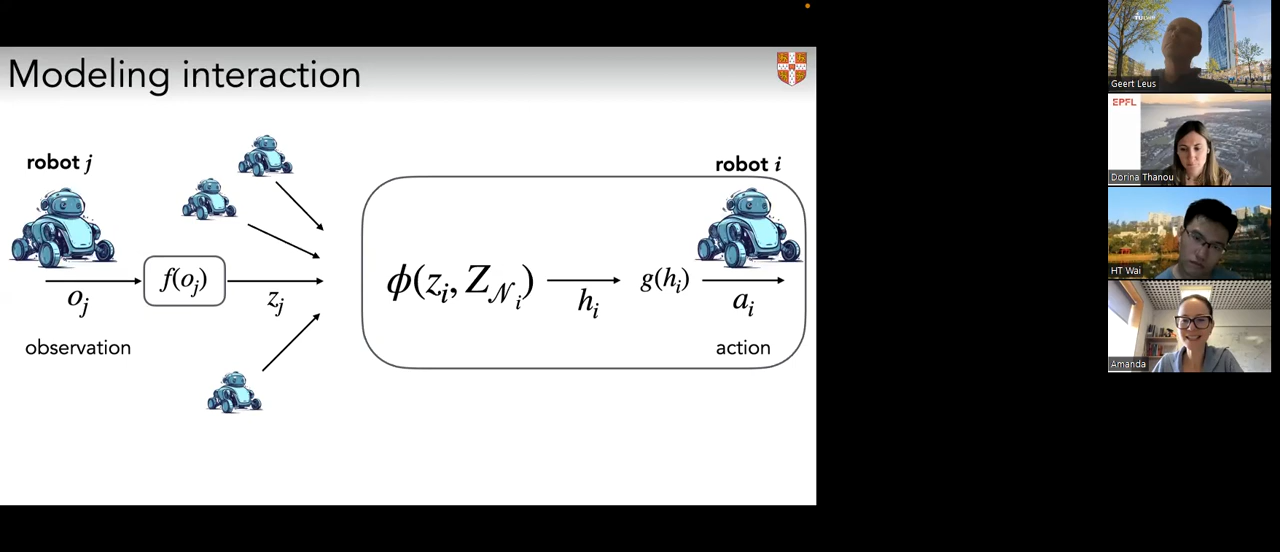 Modeling interaction
robot j
robot i
f(o_j)
o_j
z_j
ϕ(z_i, Z_𝒩_i)
h_i
g(h_i)
a_i
observation
action
Geert Leus
EPFL
Dorina Thanou
HT Wai
Amanda